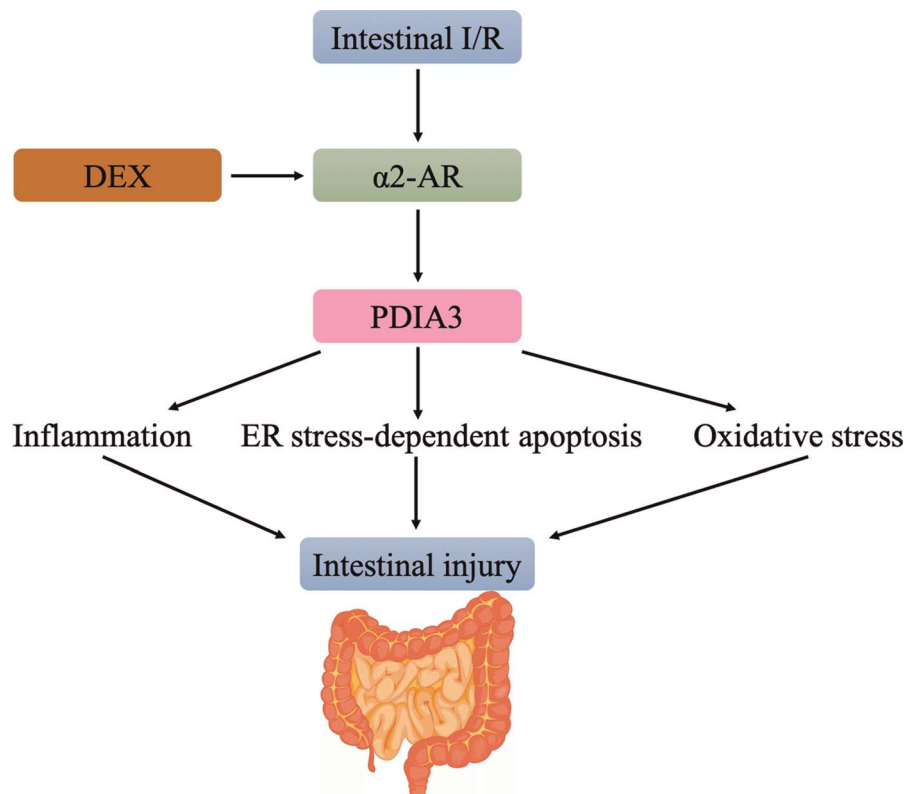 Intestinal I/R
DEX
α2-AR
PDIA3
Inflammation
ER stress-dependent apoptosis
Oxidative stress
Intestinal injury